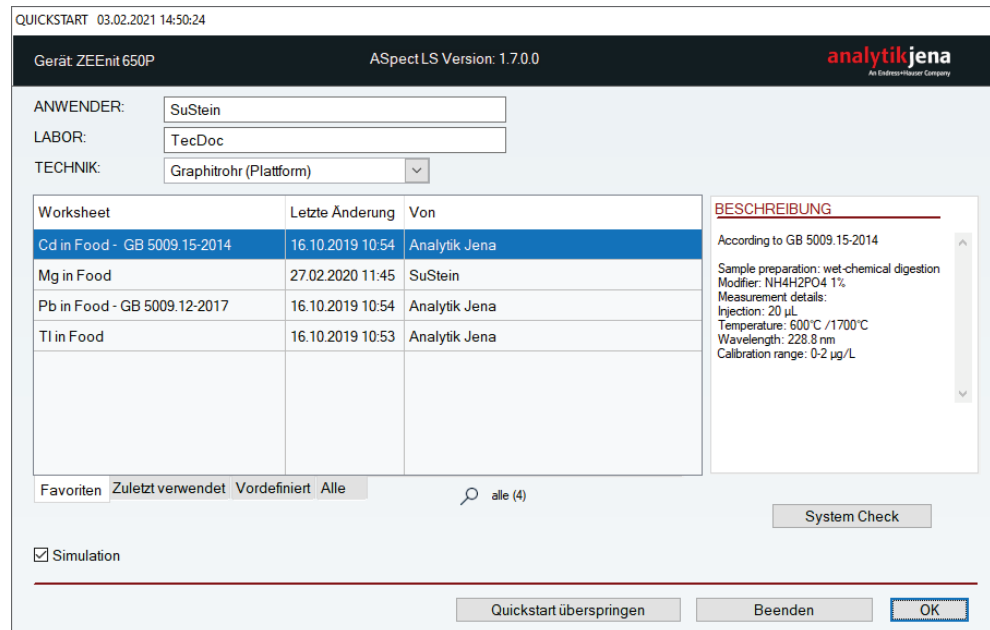 QUICKSTART 03.02.2021 14:50:24
Gerät: ZEEnit 650P
ASpect LS Version: 1.7.0.0
analytikjena
An Endress+Hauser Company
ANWENDER: SuStein
LABOR: TecDoc
TECHNIK: Graphitrohr (Plattform)
Worksheet Letzte Änderung Von
Cd in Food - GB 5009.15-2014 16.10.2019 10:54 Analytik Jena
Mg in Food 27.02.2020 11:45 SuStein
Pb in Food - GB 5009.12-2017 16.10.2019 10:54 Analytik Jena
Tl in Food 16.10.2019 10:53 Analytik Jena
BESCHREIBUNG
According to GB 5009.15-2014
Sample preparation: wet-chemical digestion
Modifier: NH4H2PO4 1%
Measurement details:
Injection: 20 µL
Temperature: 600°C /1700°C
Wavelength: 228.8 nm
Calibration range: 0-2 µg/L
Favoriten Zuletzt verwendet Vordefiniert Alle
alle (4)
System Check
Simulation
Quickstart überspringen Beenden OK